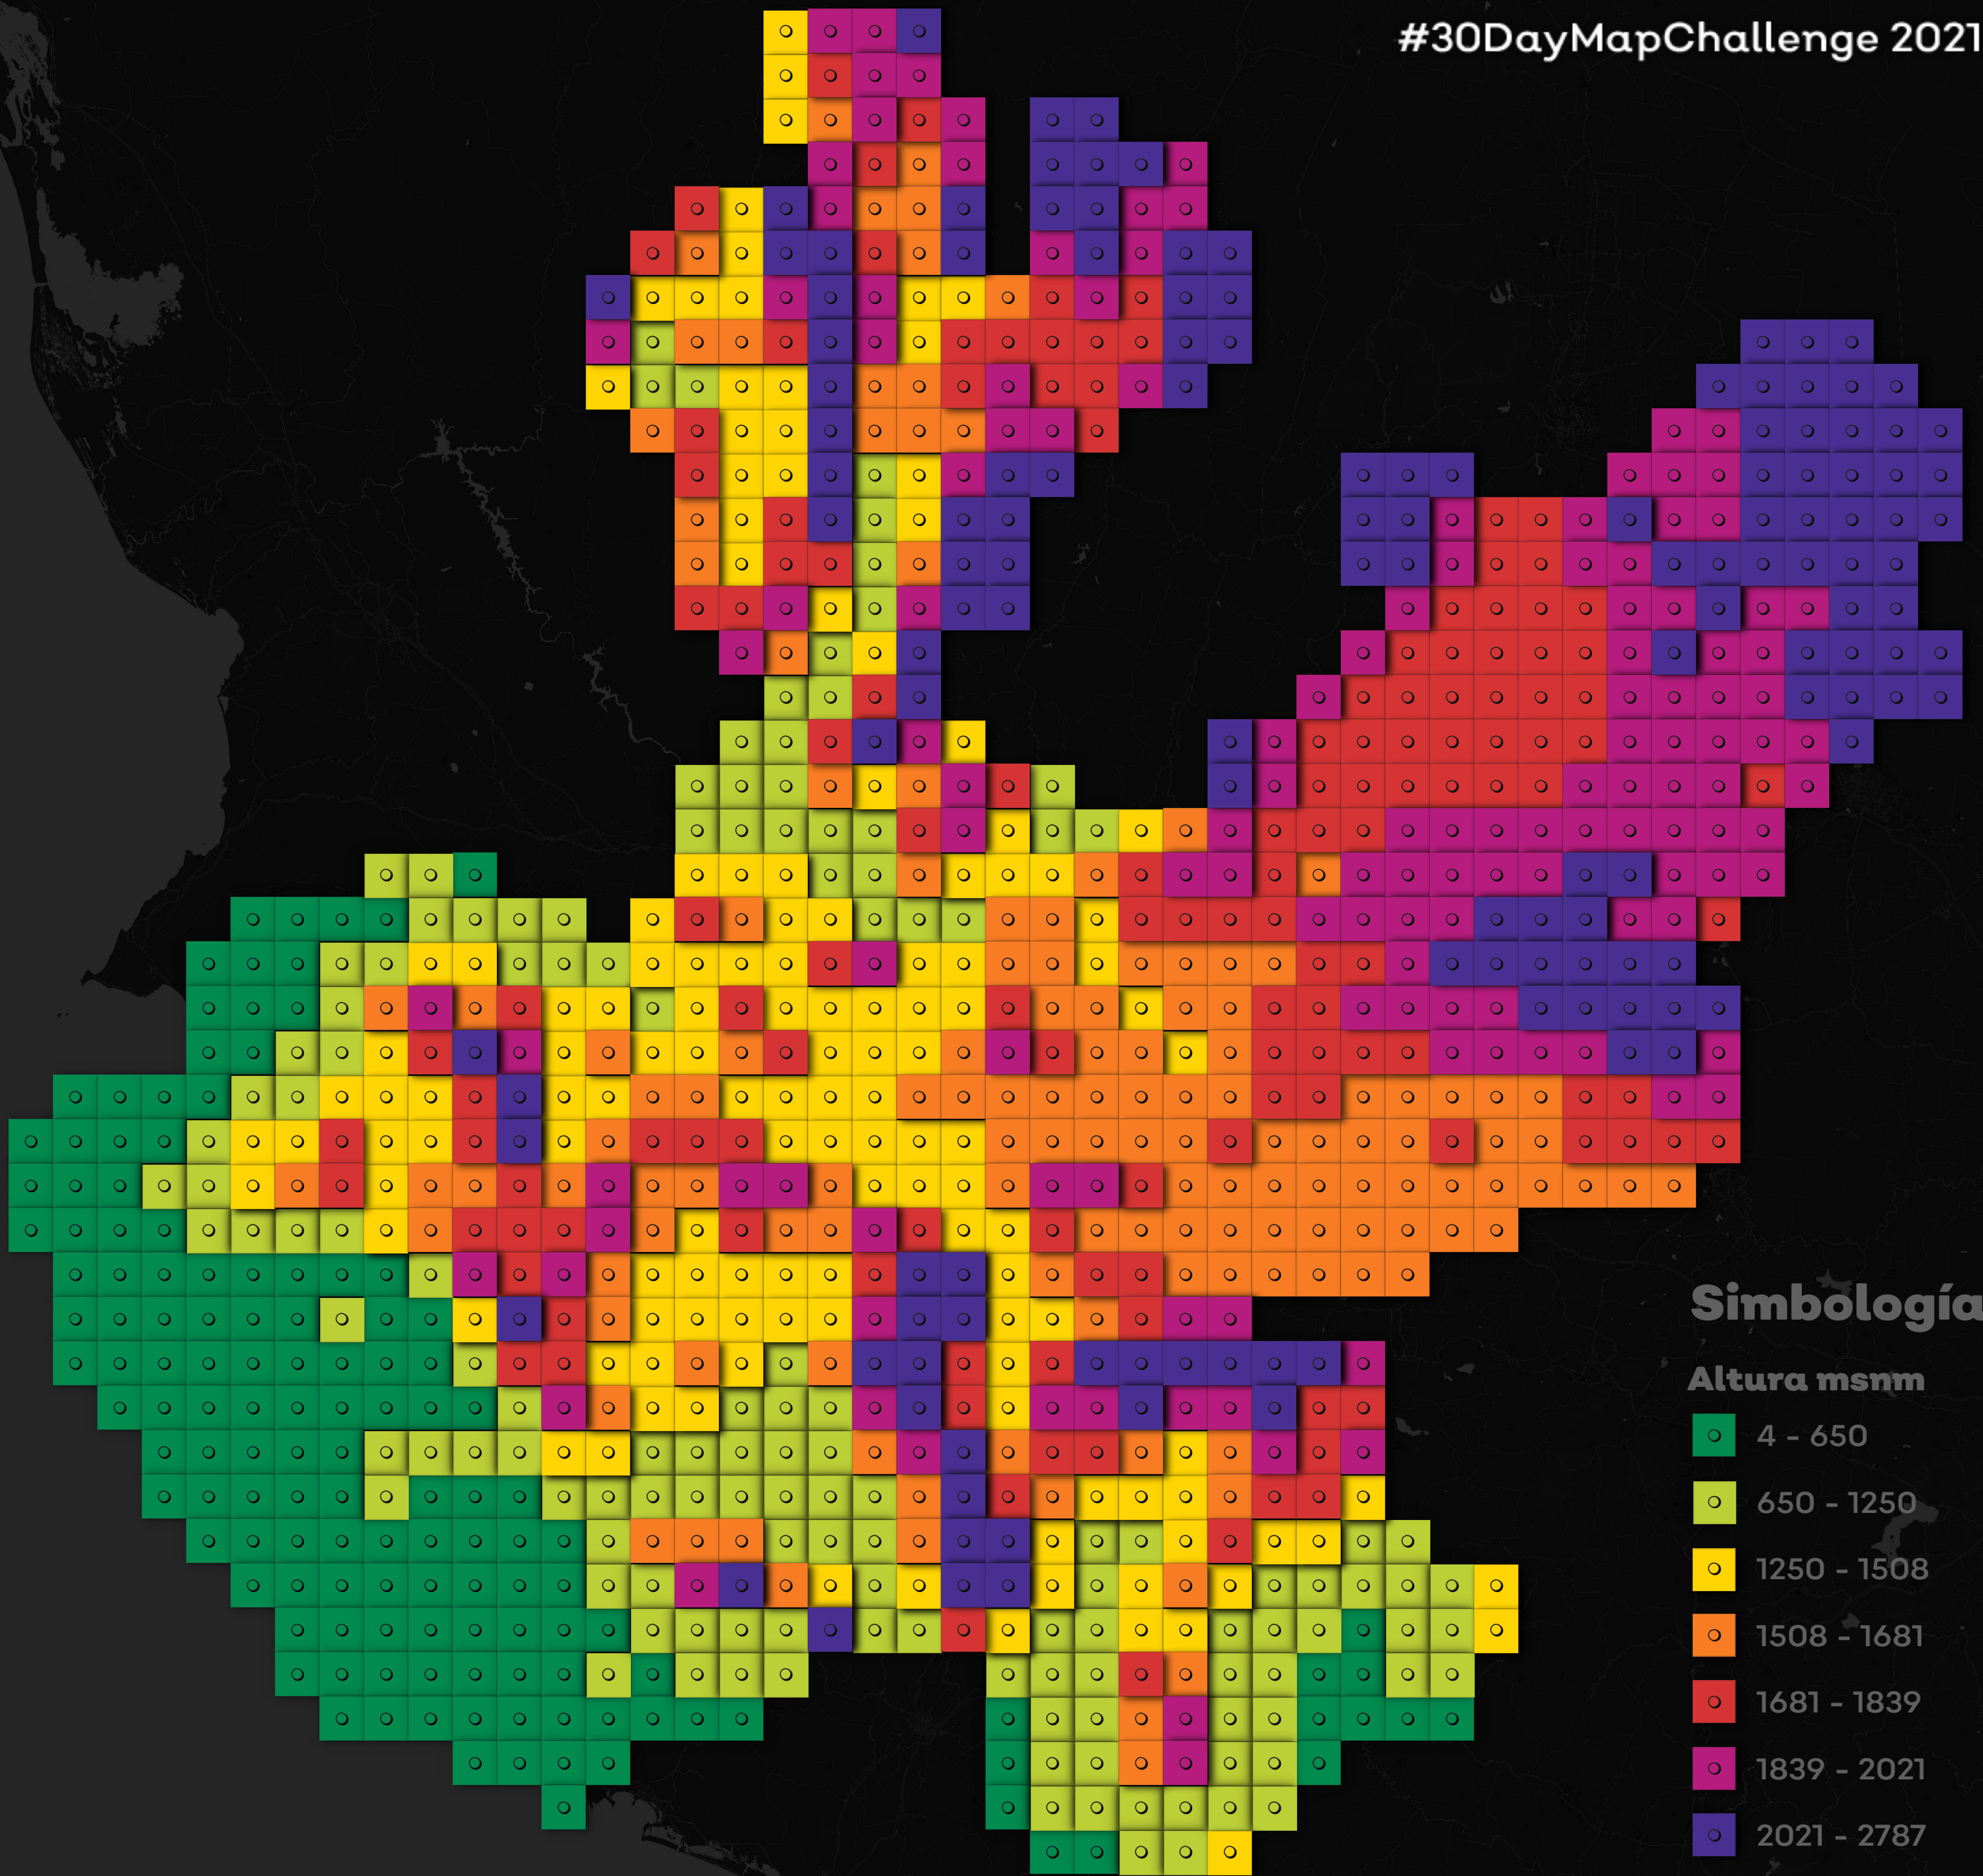 #30DayMapChallenge 2021
Simbología
Altura msnm
4 - 650
650 - 1250
1250 - 1508
1508 - 1681
1681 - 1839
1839 - 2021
2021 - 2787